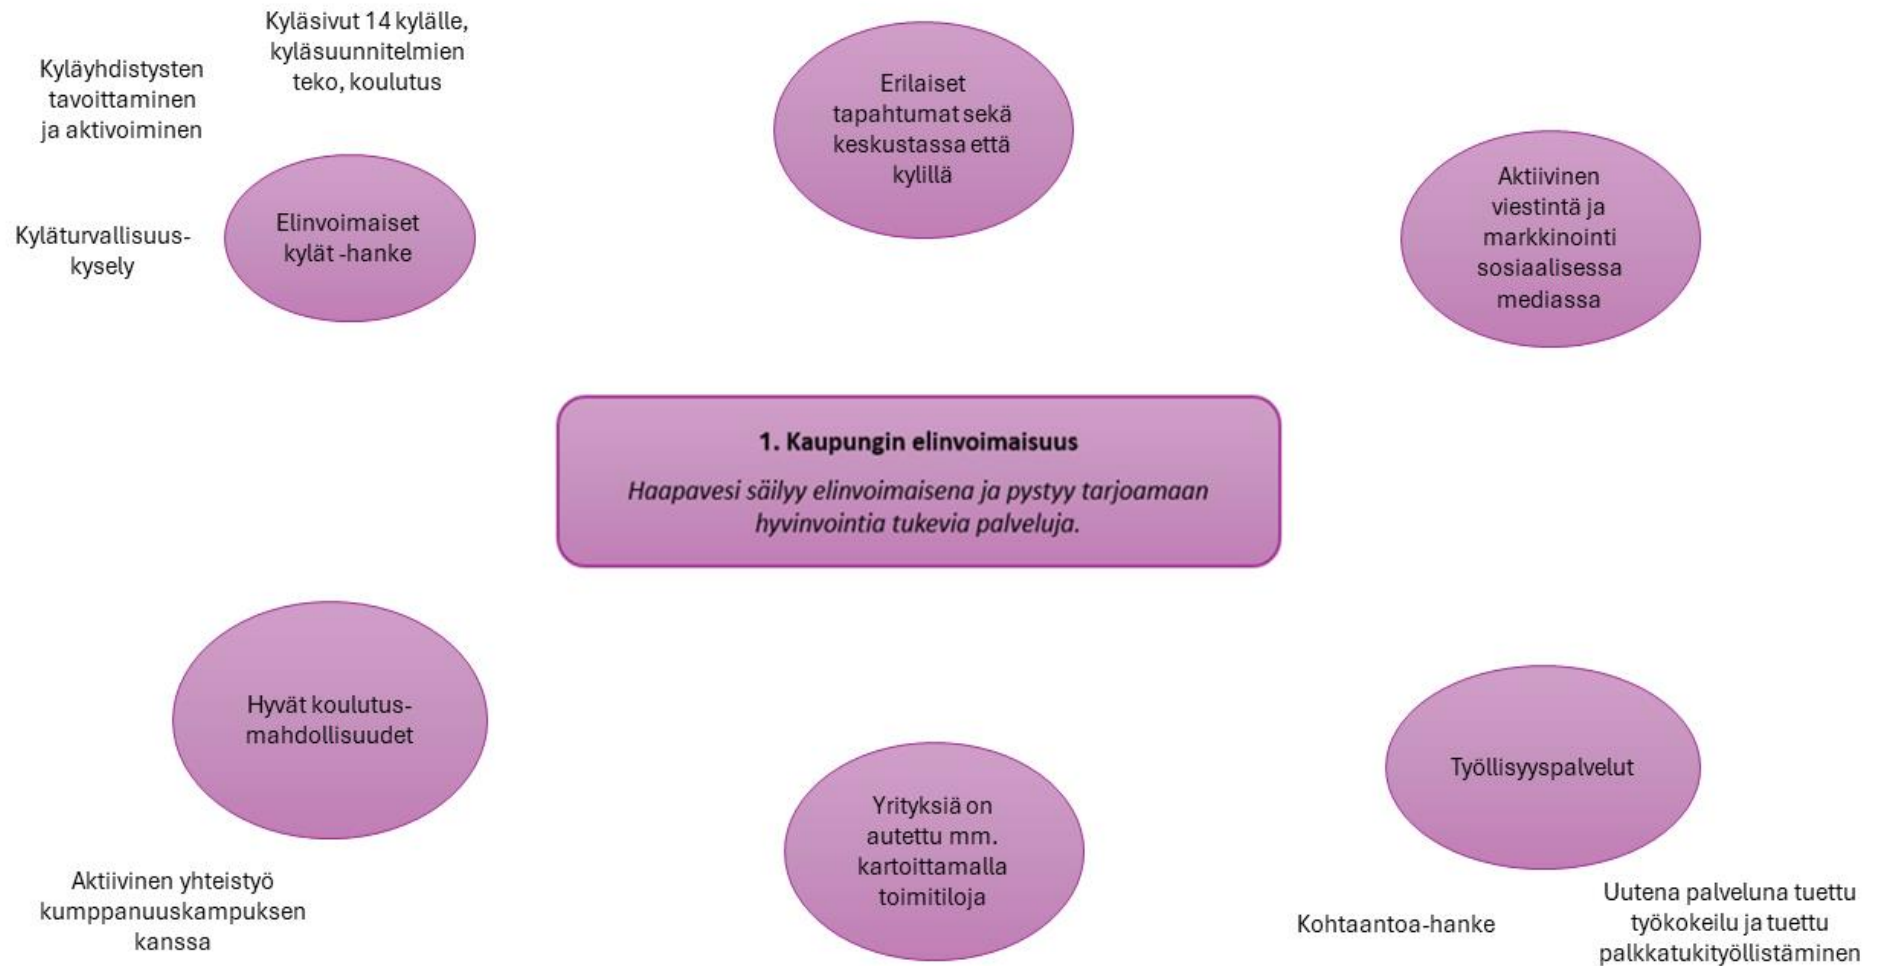 Kyläsivut 14 kylälle,
kyläsuunnitelmien
teko, koulutus
Kyläyhdistysten
tavoittaminen
ja aktivoiminen
Kyläturvallisuus-
kysely
Elinvoimaiset
kylät -hanke
Erilaiset
tapahtumat sekä
keskustassa että
kylillä
Aktiivinen
viestintä ja
markkinointi
sosiaalisessa
mediassa
1. Kaupungin elinvoimaisuus
Haapavesi säilyy elinvoimaisena ja pystyy tarjoamaan
hyvinvointia tukevia palveluja.
Hyvät koulutus-
mahdollisuudet
Aktiivinen yhteistyö
kumppanuuskampuksen
kanssa
Yrityksiä on
autettu mm.
kartoittamalla
toimitiloja
Työllisyyspalvelut
Kohtaantoa-hanke
Uutena palveluna tuettu
työkokeilu ja tuettu
palkkatukityöllistäminen